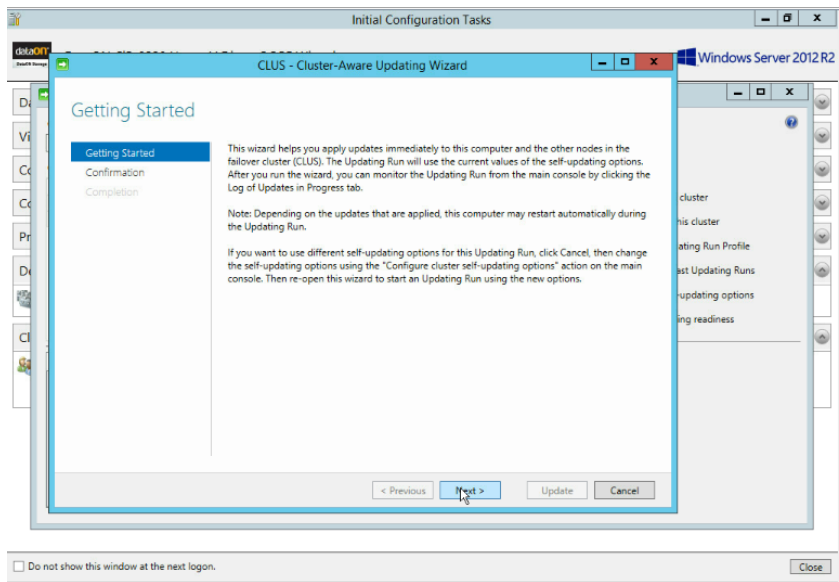 Initial Configuration Tasks
dataON
Windows Server 2012 R2
CLUS - Cluster-Aware Updating Wizard
Getting Started
Getting Started
Confirmation
Completion
This wizard helps you apply updates immediately to this computer and the other nodes in the
failover cluster (CLUS). The Updating Run will use the current values of the self-updating options.
After you run the wizard, you can monitor the Updating Run from the main console by clicking the
Log of Updates in Progress tab.
Note: Depending on the updates that are applied, this computer may restart automatically during
the Updating Run.
If you want to use different self-updating options for this Updating Run, click Cancel, then change
the self-updating options using the "Configure cluster self-updating options" action on the main
console. Then re-open this wizard to start an Updating Run using the new options.
cluster
his cluster
ating Run Profile
ast Updating Runs
-updating options
ing readiness
< Previous
Next >
Update
Cancel
Do not show this window at the next logon.
Close